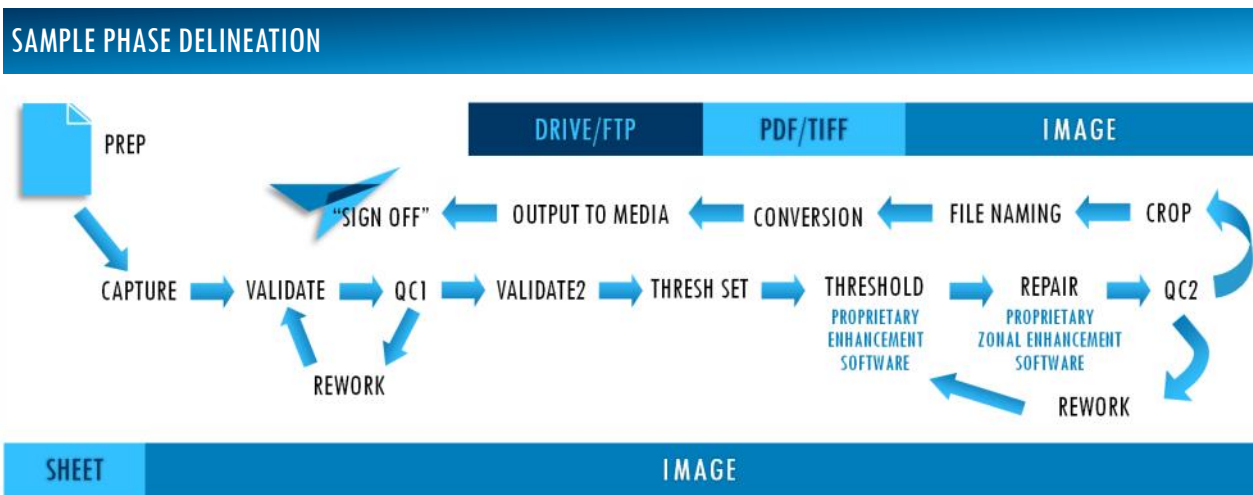 SAMPLE PHASE DELINEATION
DRIVE/FTP PDF/TIFF IMAGE
PREP
"SIGN OFF" OUTPUT TO MEDIA CONVERSION FILE NAMING CROP
CAPTURE VALIDATE QC1 VALIDATE2 THRESH SET THRESHOLD REPAIR QC2
PROPRIETARY
ENHANCEMENT
SOFTWARE
PROPRIETARY
ZONAL ENHANCEMENT
SOFTWARE
REWORK
REWORK
SHEET IMAGE